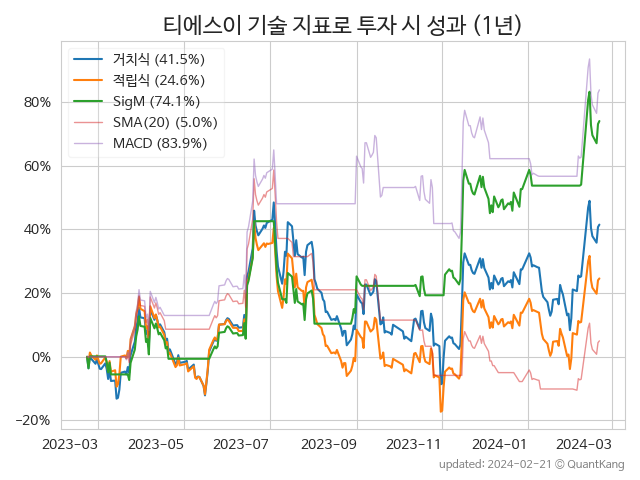 티에스이 기술 지표로 투자 시 성과 (1년)
거치식 (41.5%)
적립식 (24.6%)
SigM (74.1%)
SMA(20) (5.0%)
MACD (83.9%)
80%
60%
40%
20%
0%
−20%
2023-03 2023-05 2023-07 2023-09 2023-11 2024-01 2024-03
updated: 2024-02-21 © QuantKang